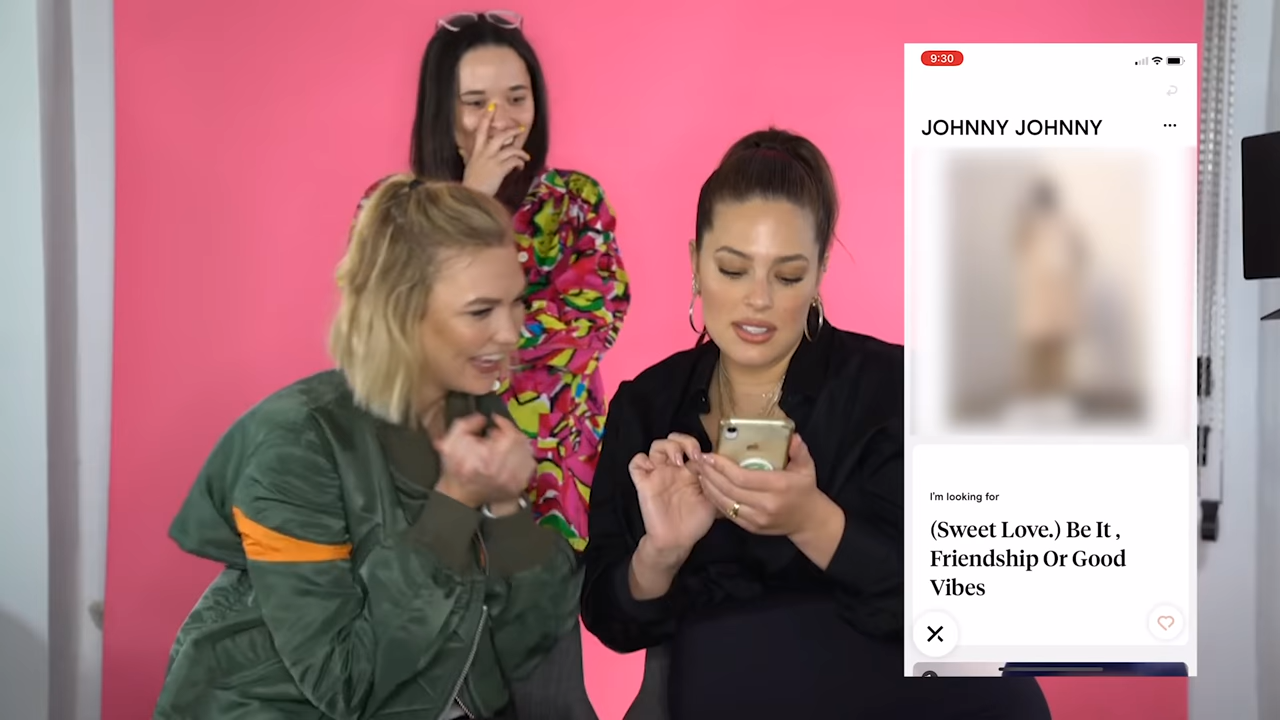 9:30
JOHNNY JOHNNY
I'm looking for
(Sweet Love.) Be It ,
Friendship Or Good
Vibes